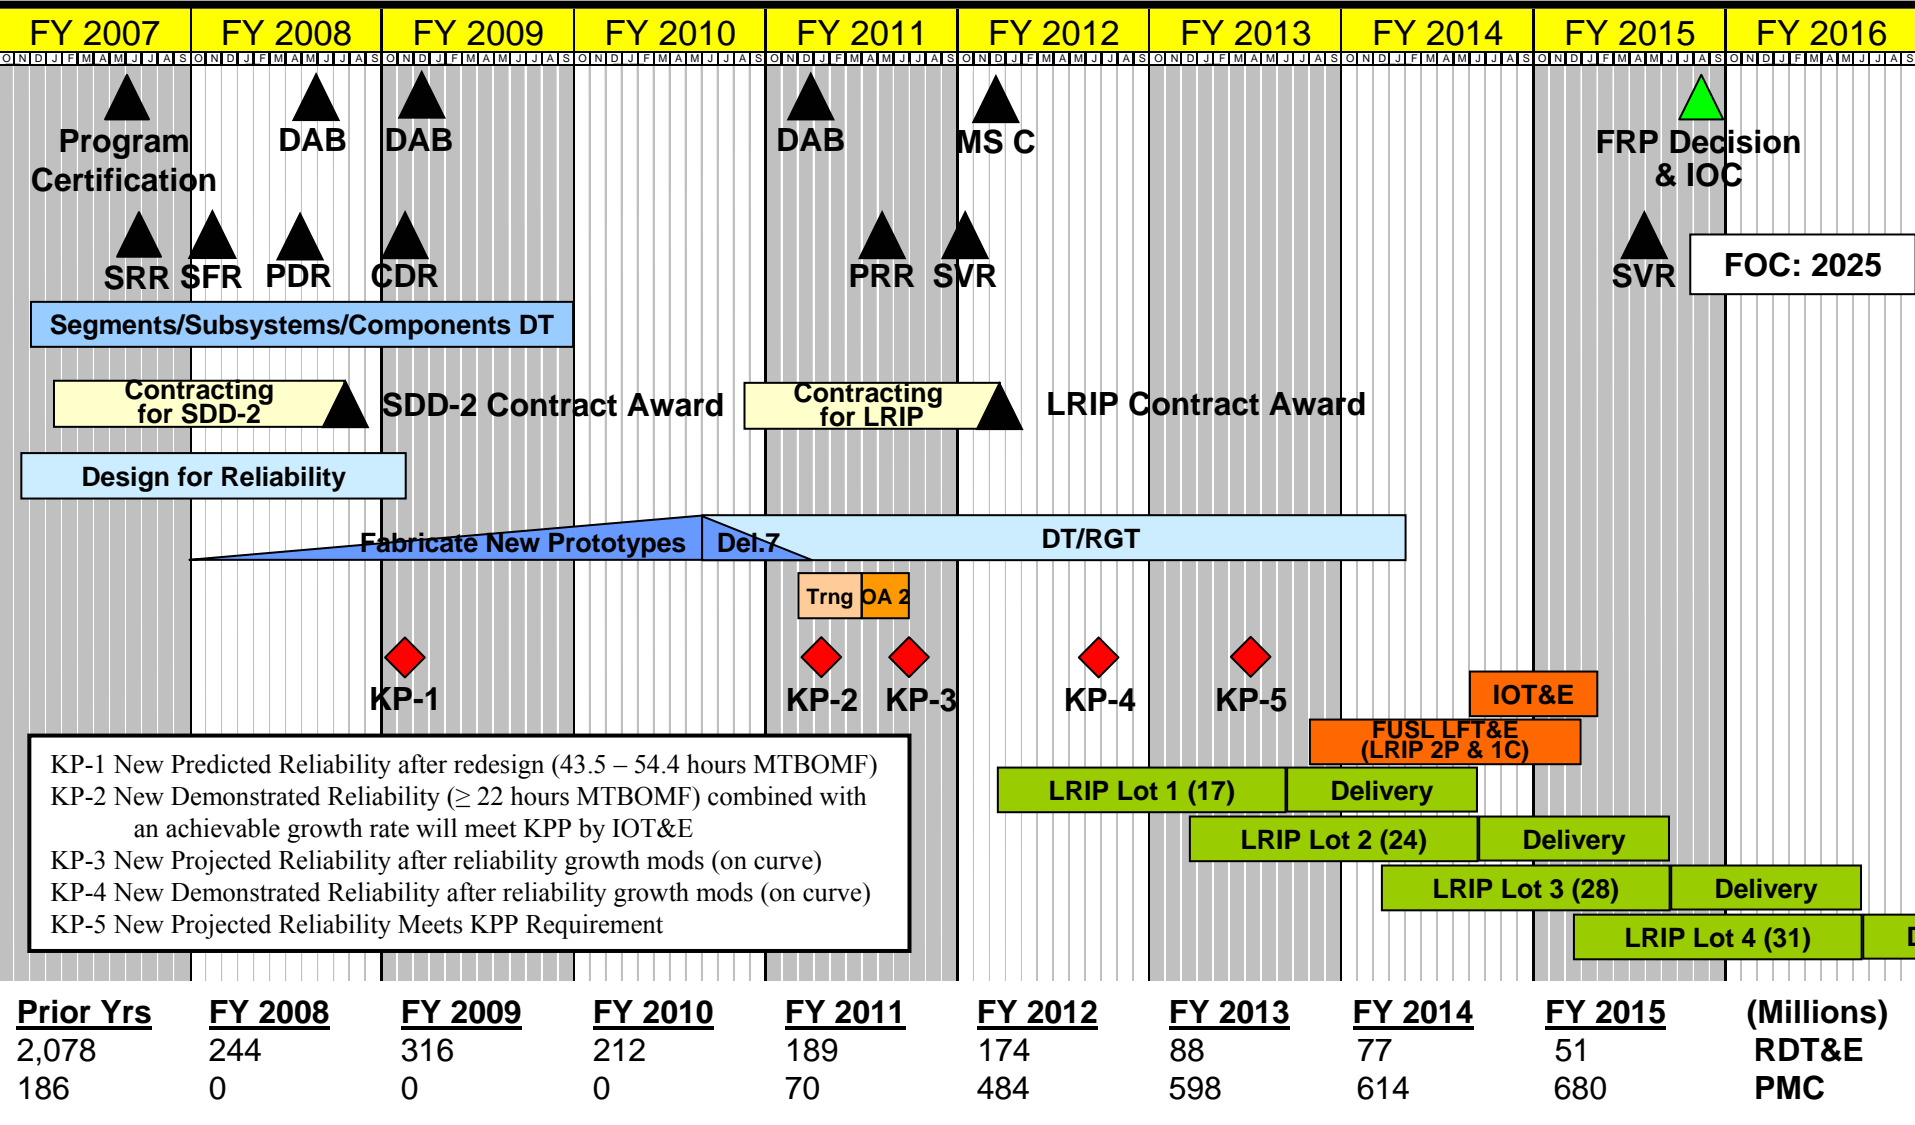 FY 2007 FY 2008 FY 2009 FY 2010 FY 2011 FY 2012 FY 2013 FY 2014 FY 2015 FY 2016
O N D J F M A M J J A S O N D J F M A M J J A S O N D J F M A M J J A S O N D J F M A M J J A S O N D J F M A M J J A S O N D J F M A M J J A S O N D J F M A M J J A S O N D J F M A M J J A S O N D J F M A M J J A S O N D J F M A M J J A S
Program
Certification
DAB
DAB
DAB
MS C
FRP Decision
& IOC
SRR
SFR
PDR
CDR
PRR
SVR
SVR
FOC: 2025
Segments/Subsystems/Components DT
Contracting
for SDD-2
SDD-2 Contract Award
Contracting
for LRIP
LRIP Contract Award
Design for Reliability
Fabricate New Prototypes
Del.7
DT/RGT
Trng
OA 2
KP-1
KP-2
KP-3
KP-4
KP-5
IOT&E
FUSL LFT&E
(LRIP 2P & 1C)
LRIP Lot 1 (17)
Delivery
LRIP Lot 2 (24)
Delivery
LRIP Lot 3 (28)
Delivery
LRIP Lot 4 (31)
KP-1 New Predicted Reliability after redesign (43.5 – 54.4 hours MTBOMF)
KP-2 New Demonstrated Reliability (≥ 22 hours MTBOMF) combined with
an achievable growth rate will meet KPP by IOT&E
KP-3 New Projected Reliability after reliability growth mods (on curve)
KP-4 New Demonstrated Reliability after reliability growth mods (on curve)
KP-5 New Projected Reliability Meets KPP Requirement
Prior Yrs FY 2008 FY 2009 FY 2010 FY 2011 FY 2012 FY 2013 FY 2014 FY 2015 (Millions)
2,078 244 316 212 189 174 88 77 51 RDT&E
186 0 0 0 70 484 598 614 680 PMC